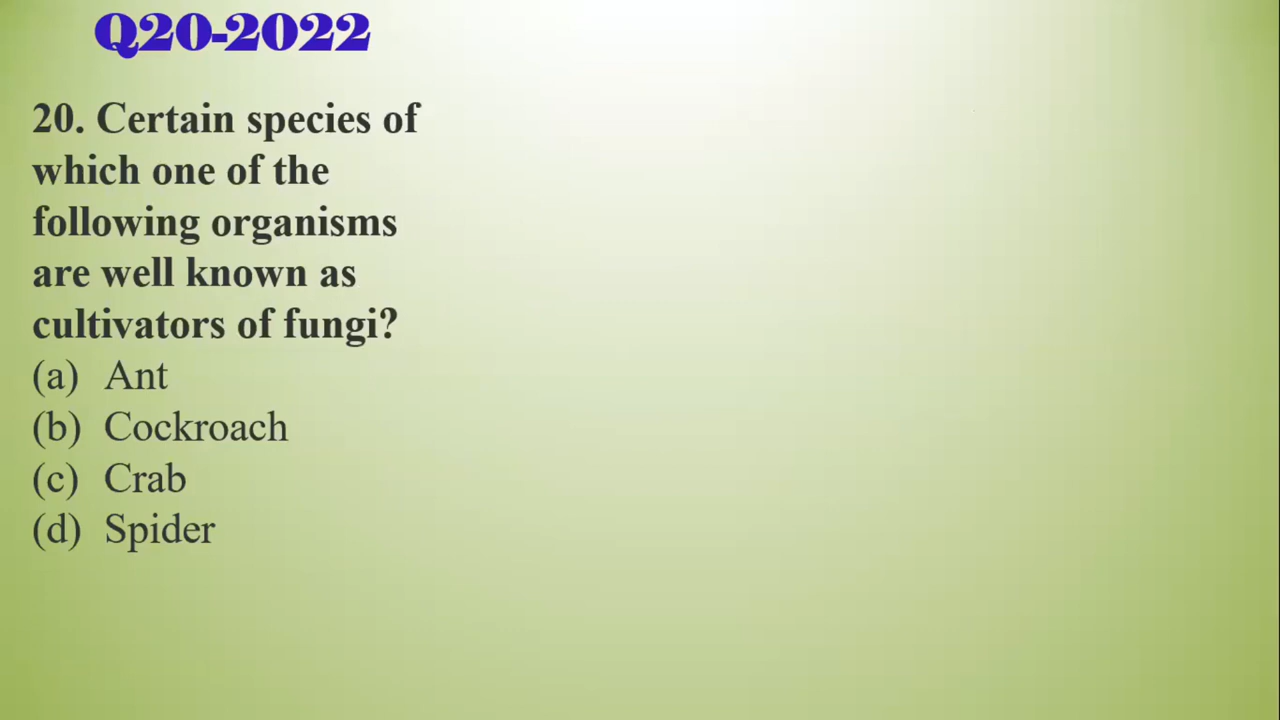 Q20-2022
20. Certain species of
which one of the
following organisms
are well known as
cultivators of fungi?
(a) Ant
(b) Cockroach
(c) Crab
(d) Spider